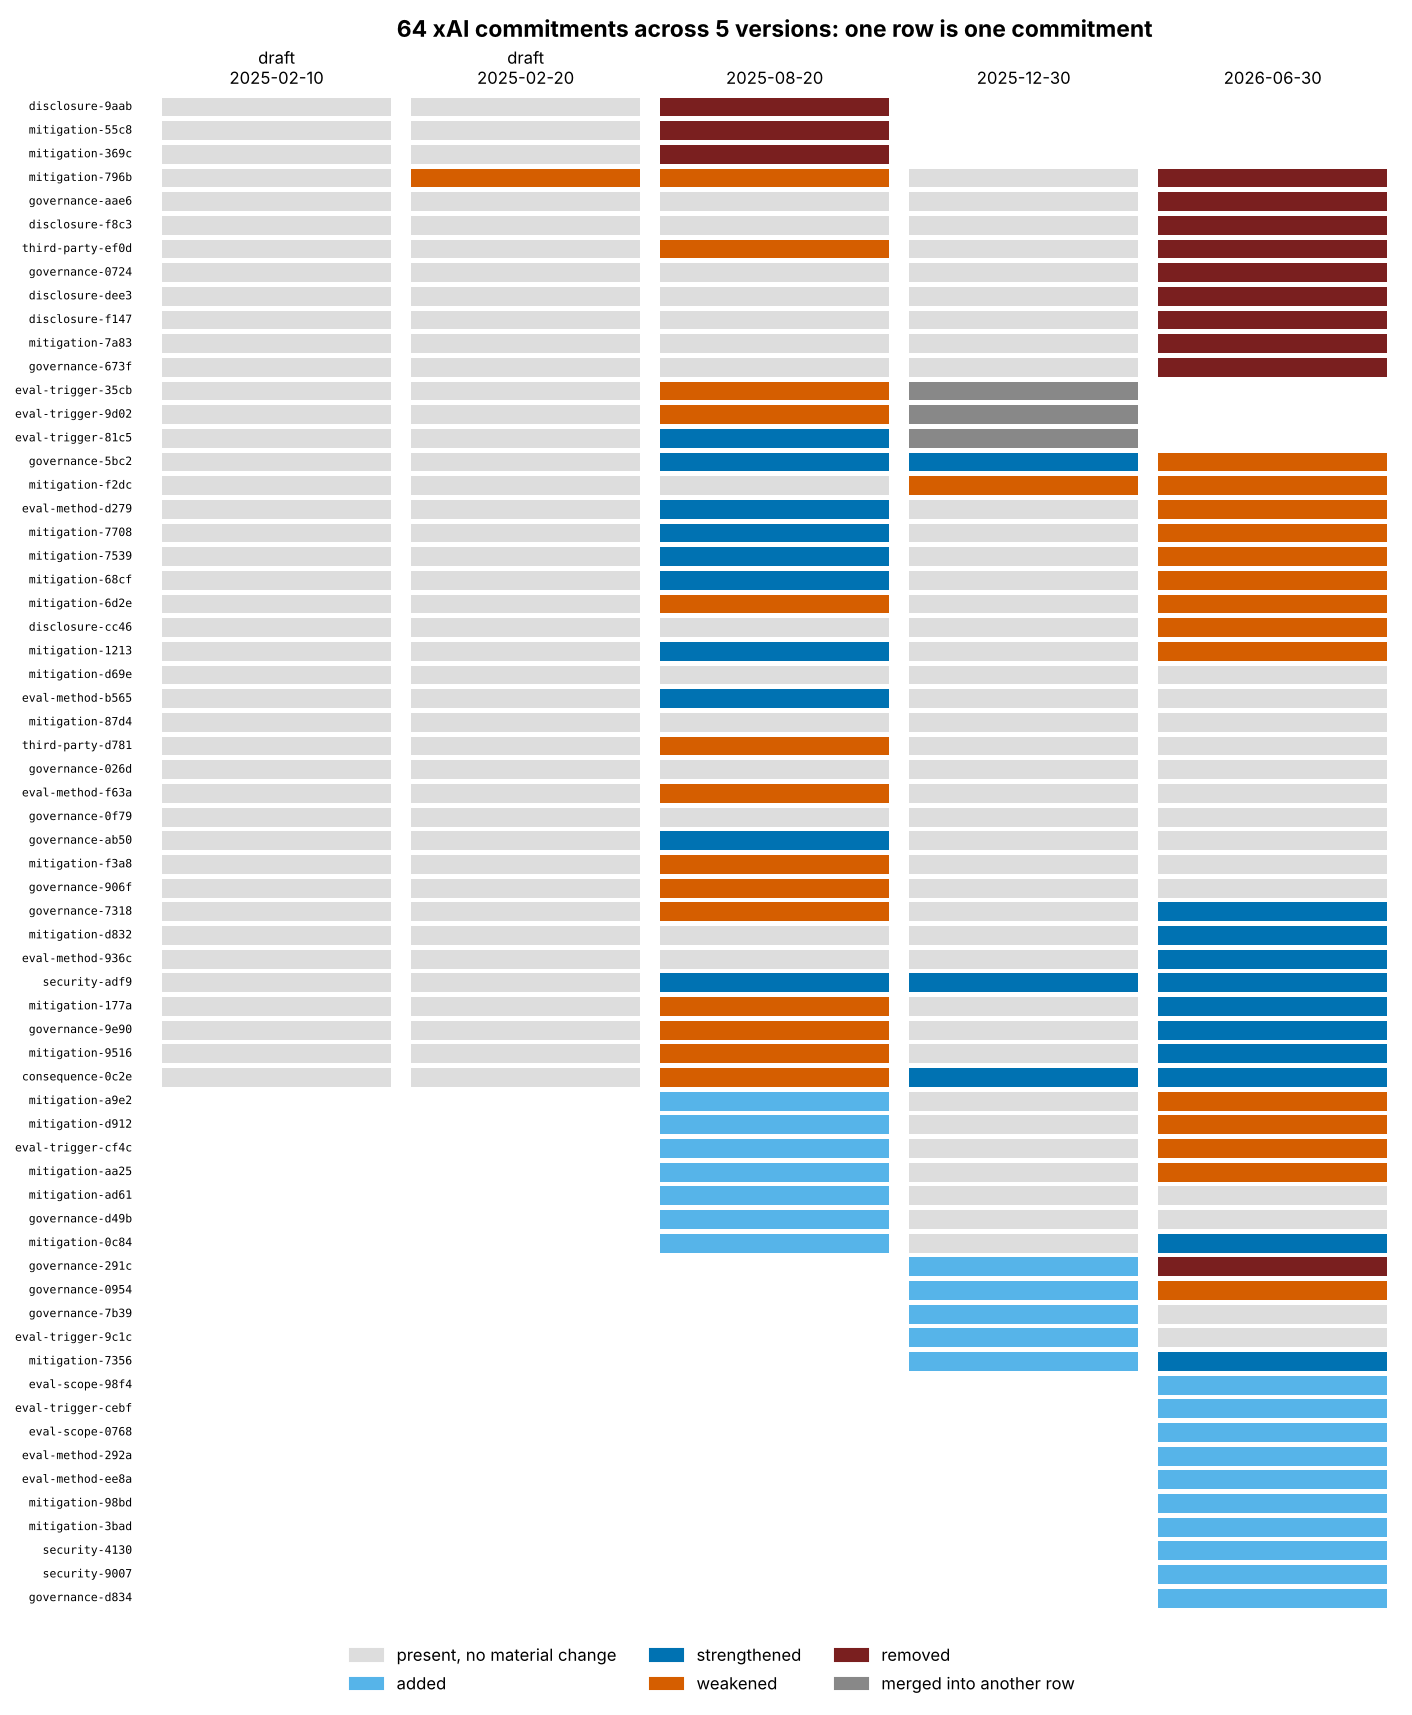 64 xAI commitments across 5 versions: one row is one commitment
draft
2025-02-10
draft
2025-02-20
2025-08-20
2025-12-30
2026-06-30
disclosure-9aab
mitigation-55c8
mitigation-369c
mitigation-796b
governance-aae6
disclosure-f8c3
third-party-ef0d
governance-0724
disclosure-dee3
disclosure-f147
mitigation-7a83
governance-673f
eval-trigger-35cb
eval-trigger-9d02
eval-trigger-81c5
governance-5bc2
mitigation-f2dc
eval-method-d279
mitigation-7708
mitigation-7539
mitigation-68cf
mitigation-6d2e
disclosure-cc46
mitigation-1213
mitigation-d69e
eval-method-b565
mitigation-87d4
third-party-d781
governance-026d
eval-method-f63a
governance-0f79
governance-ab50
mitigation-f3a8
governance-906f
governance-7318
mitigation-d832
eval-method-936c
security-adf9
mitigation-177a
governance-9e90
mitigation-9516
consequence-0c2e
mitigation-a9e2
mitigation-d912
eval-trigger-cf4c
mitigation-aa25
mitigation-ad61
governance-d49b
mitigation-0c84
governance-291c
governance-0954
governance-7b39
eval-trigger-9c1c
mitigation-7356
eval-scope-98f4
eval-trigger-cebf
eval-scope-0768
eval-method-292a
eval-method-ee8a
mitigation-98bd
mitigation-3bad
security-4130
security-9007
governance-d834
present, no material change
added
strengthened
weakened
removed
merged into another row